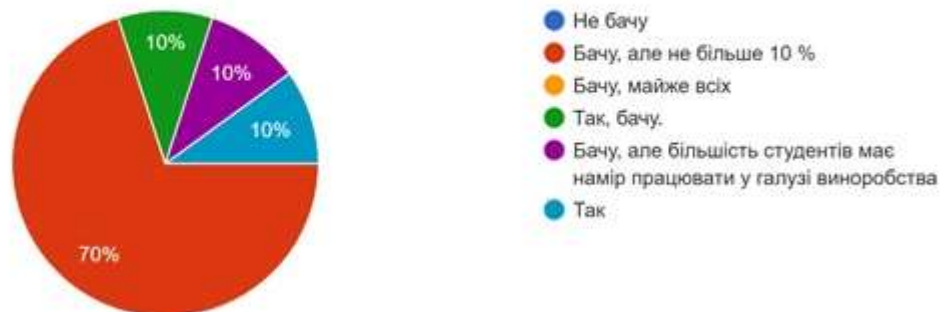 10%
10%
10%
70%
Не бачу
Бачу, але не більше 10 %
Бачу, майже всіх
Так, бачу.
Бачу, але більшість студентів має
намір працювати у галузі виноробства
Так